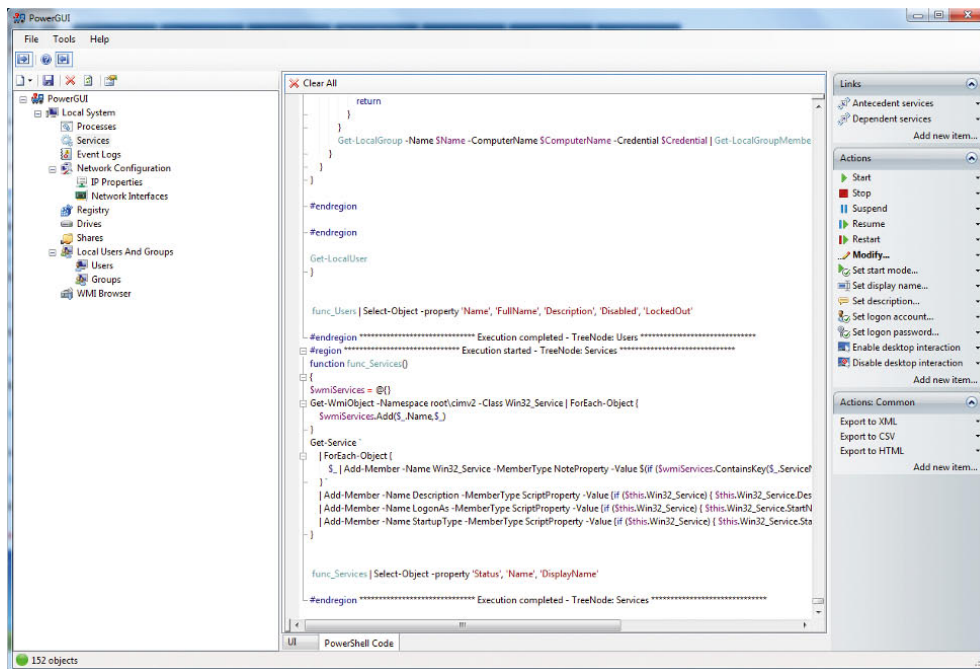 PowerGUI
File Tools Help
PowerGUI
Local System
Processes
Services
Event Logs
Network Configuration
IP Properties
Network Interfaces
Registry
Drives
Shares
Local Users And Groups
Users
Groups
WMI Browser
Clear All
return
}
}
Get-LocalGroup -Name $Name -ComputerName $ComputerName -Credential $Credential | Get-LocalGroupMembe
}
}
}
#endregion
#endregion
Get-LocalUser
}
func_Users | Select-Object -property 'Name', 'FullName', 'Description', 'Disabled', 'LockedOut'
#endregion ****************************** Execution completed - TreeNode: Users ******************************
#region ****************************** Execution started - TreeNode: Services ******************************
function func_Services()
{
$wmiServices = @{}
Get-WmiObject -Namespace root\cimv2 -Class Win32_Service | ForEach-Object {
$wmiServices.Add($_.Name,$_)
}
Get-Service `
| ForEach-Object {
$_ | Add-Member -Name Win32_Service -MemberType NoteProperty -Value $(if ($wmiServices.ContainsKey($_.ServiceN
} `
| Add-Member -Name Description -MemberType ScriptProperty -Value {if ($this.Win32_Service) { $this.Win32_Service.Des
| Add-Member -Name LogonAs -MemberType ScriptProperty -Value {if ($this.Win32_Service) { $this.Win32_Service.StartN
| Add-Member -Name StartupType -MemberType ScriptProperty -Value {if ($this.Win32_Service) { $this.Win32_Service.Sta
}
func_Services | Select-Object -property 'Status', 'Name', 'DisplayName'
#endregion ****************************** Execution completed - TreeNode: Services ******************************
UI PowerShell Code
Links
Antecedent services
Dependent services
Add new item...
Actions
Start
Stop
Suspend
Resume
Restart
Modify...
Set start mode...
Set display name...
Set description...
Set logon account...
Set logon password...
Enable desktop interaction
Disable desktop interaction
Add new item...
Actions: Common
Export to XML
Export to CSV
Export to HTML
Add new item...
152 objects